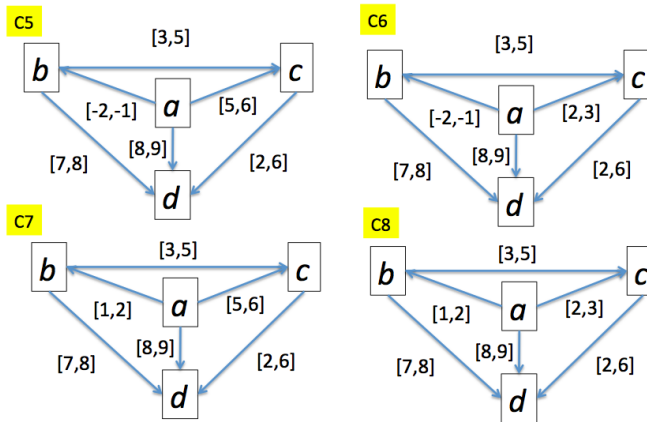 C5
[3,5]
b
c
[-2,-1]
a
[5,6]
[8,9]
[7,8]
[2,6]
d
C6
[3,5]
b
c
[-2,-1]
a
[2,3]
[8,9]
[7,8]
[2,6]
d
C7
[3,5]
b
c
[1,2]
a
[5,6]
[8,9]
[7,8]
[2,6]
d
C8
[3,5]
b
c
[1,2]
a
[2,3]
[8,9]
[7,8]
[2,6]
d